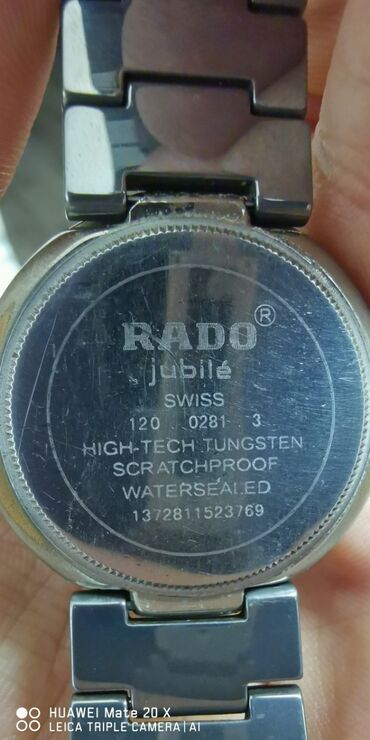 RADO®
jubilé
SWISS
120 0281 3
HIGH-TECH TUNGSTEN
SCRATCHPROOF
WATERSEALED
1372811523769
HUAWEI Mate 20 X
LEICA TRIPLE CAMERA | AI